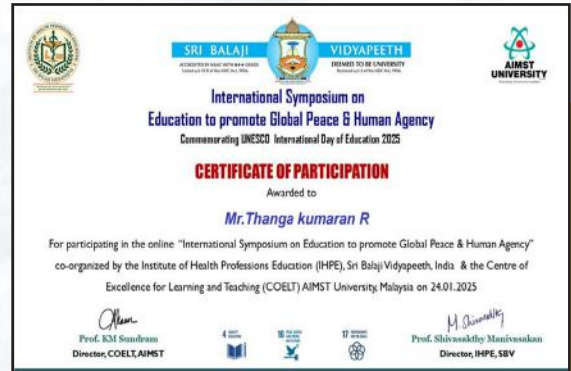 SRI BALAJI VIDYAPEETH
DEEMED TO BE UNIVERSITY
AIMST
UNIVERSITY
International Symposium on
Education to promote Global Peace & Human Agency
Commemorating UNESCO International Day of Education 2025
CERTIFICATE OF PARTICIPATION
Awarded to
Mr.Thanga kumaran R
For participating in the online "International Symposium on Education to promote Global Peace & Human Agency"
co-organized by the Institute of Health Professions Education (IHPE), Sri Balaji Vidyapeeth, India & the Centre of
Excellence for Learning and Teaching (COELT) AIMST University, Malaysia on 24.01.2025
4
16
17
Prof. KM Sundram
Director, COELT, AIMST
Prof. Shivasakthy Manivasakan
Director, IHPE, SBV